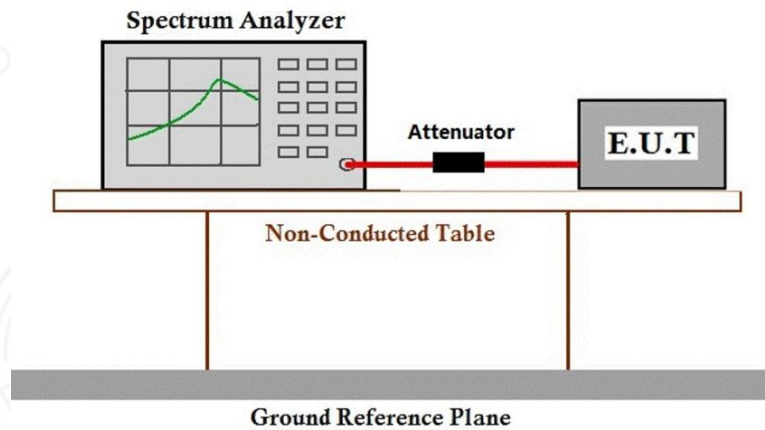 Spectrum Analyzer
Attenuator
E.U.T
Non-Conducted Table
Ground Reference Plane